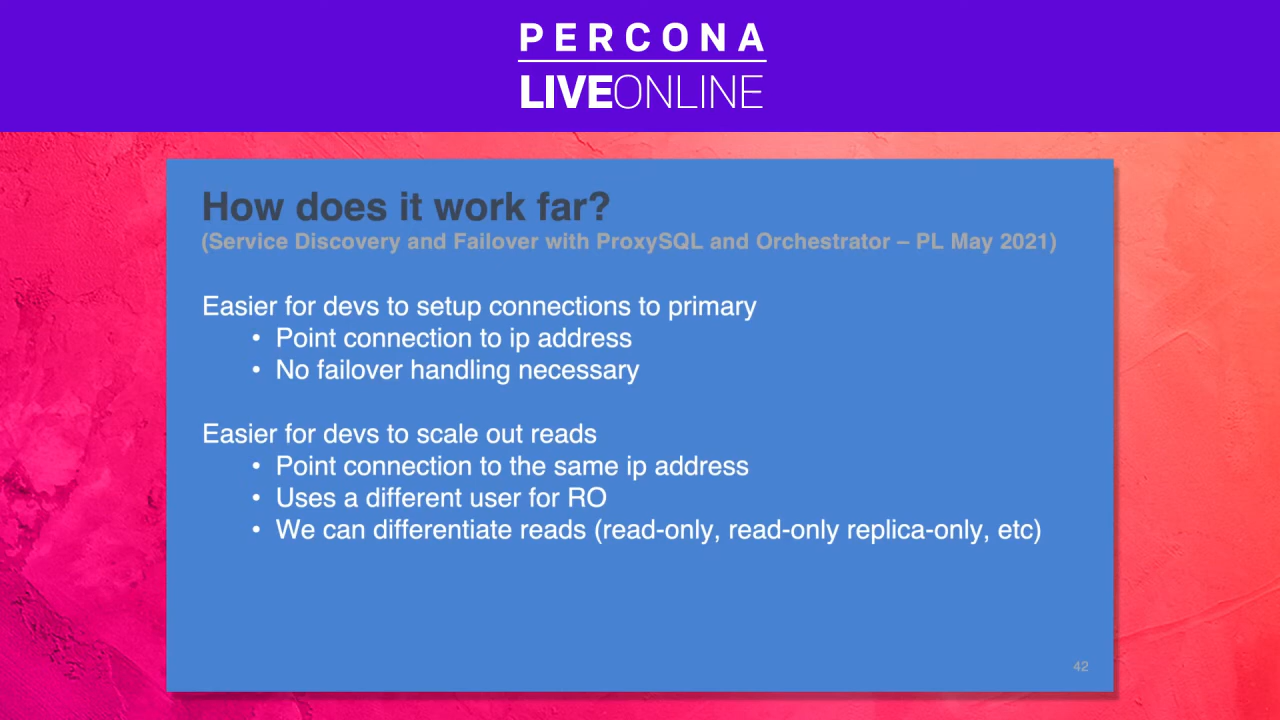 PERCONA
LIVEONLINE
How does it work far?
(Service Discovery and Failover with ProxySQL and Orchestrator – PL May 2021)
Easier for devs to setup connections to primary
• Point connection to ip address
• No failover handling necessary
Easier for devs to scale out reads
• Point connection to the same ip address
• Uses a different user for RO
• We can differentiate reads (read-only, read-only replica-only, etc)
42